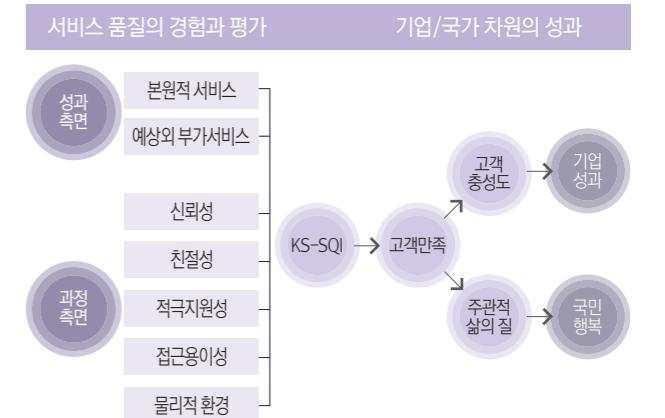 서비스 품질의 경험과 평가
기업/국가 차원의 성과
성과
측면
본원적 서비스
예상외 부가서비스
과정
측면
신뢰성
친절성
적극지원성
접근용이성
물리적 환경
KS-SQI
고객만족
고객
충성도
기업
성과
주관적
삶의 질
국민
행복